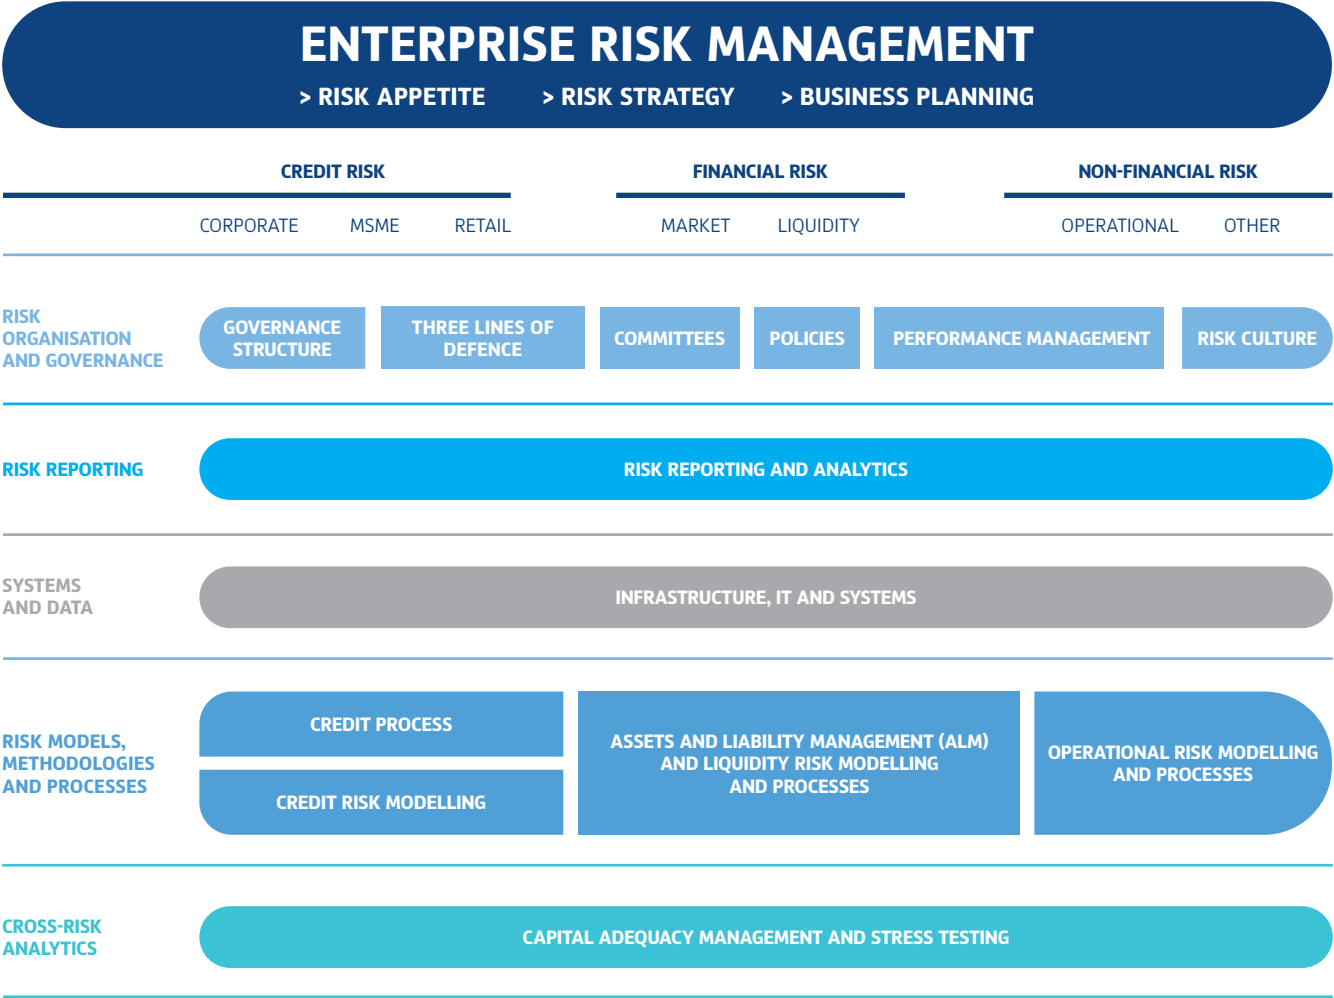 ENTERPRISE RISK MANAGEMENT
> RISK APPETITE > RISK STRATEGY > BUSINESS PLANNING
CREDIT RISK FINANCIAL RISK NON-FINANCIAL RISK
CORPORATE MSME RETAIL MARKET LIQUIDITY OPERATIONAL OTHER
RISK
ORGANISATION
AND GOVERNANCE
GOVERNANCE
STRUCTURE
THREE LINES OF
DEFENCE
COMMITTEES
POLICIES
PERFORMANCE MANAGEMENT
RISK CULTURE
RISK REPORTING
RISK REPORTING AND ANALYTICS
SYSTEMS
AND DATA
INFRASTRUCTURE, IT AND SYSTEMS
RISK MODELS,
METHODOLOGIES
AND PROCESSES
CREDIT PROCESS
CREDIT RISK MODELLING
ASSETS AND LIABILITY MANAGEMENT (ALM)
AND LIQUIDITY RISK MODELLING
AND PROCESSES
OPERATIONAL RISK MODELLING
AND PROCESSES
CROSS-RISK
ANALYTICS
CAPITAL ADEQUACY MANAGEMENT AND STRESS TESTING